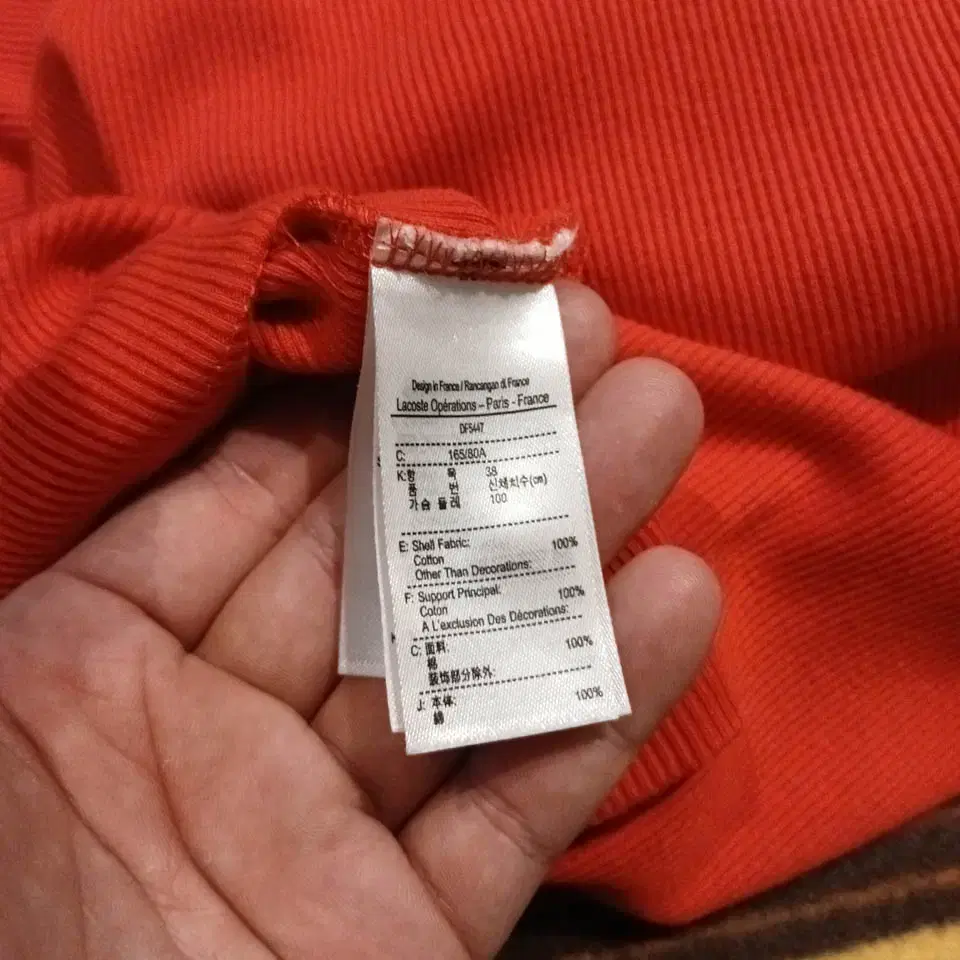 Design in France / Rancangan di France
Lacoste Opérations – Paris - France
DF5447
C: 165/80A
K: 항 목 38
품 번 신체치수(㎝)
가슴 둘레 100
E: Shell Fabric:
Cotton 100%
Other Than Decorations:
F: Support Principal:
Coton 100%
A L'exclusion Des Décorations:
C: 面料:
棉 100%
装饰部分除外:
J: 本体:
綿 100%